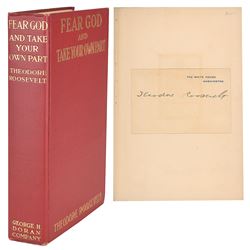 FEAR GOD
AND TAKE
YOUR
OWN PART
THEODORE
ROOSEVELT
GEORGE H
DORAN
COMPANY
FEAR GOD
AND
TAKE YOUR
OWN PART
THEODORE ROOSEVELT
THE WHITE HOUSE
WASHINGTON
Theodore Roosevelt